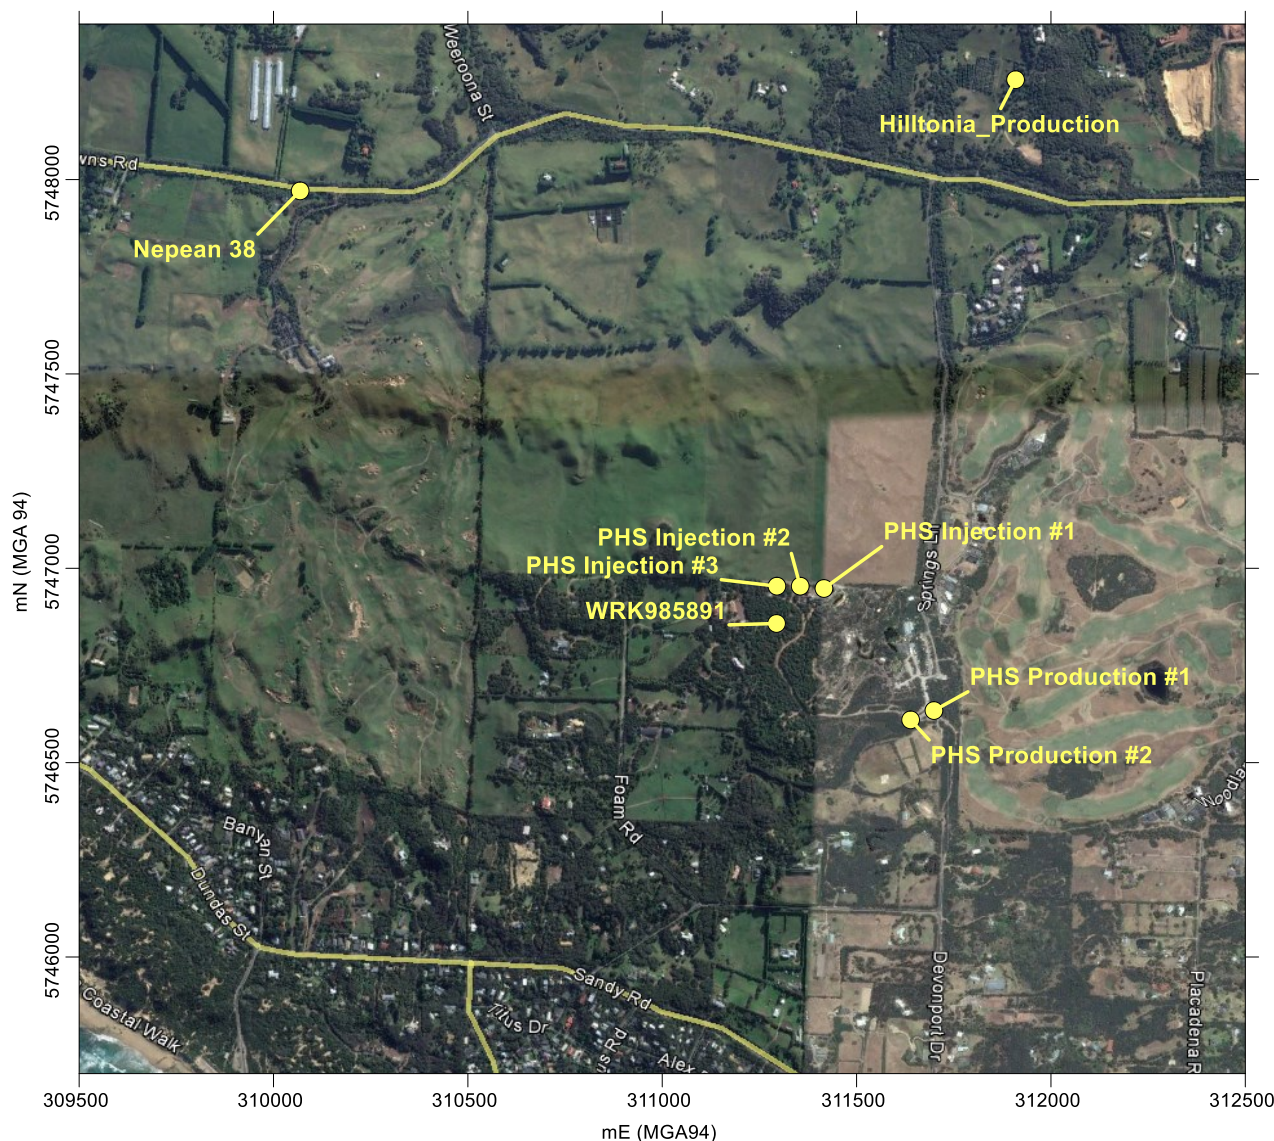 Weeroona St
Hilltonia_Production
wns Rd
Nepean 38
5748000
5747500
PHS Injection #2
PHS Injection #1
PHS Injection #3
WRK985891
5747000
mN (MGA 94)
PHS Production #1
PHS Production #2
5746500
Foam Rd
Banyan St
Dundas St
5746000
Sandy Rd
Coastal Walk
Titus Dr
us Rd
Alex
Devonport Dr
Placadena R
309500
310000
310500
311000
311500
312000
312500
mE (MGA94)